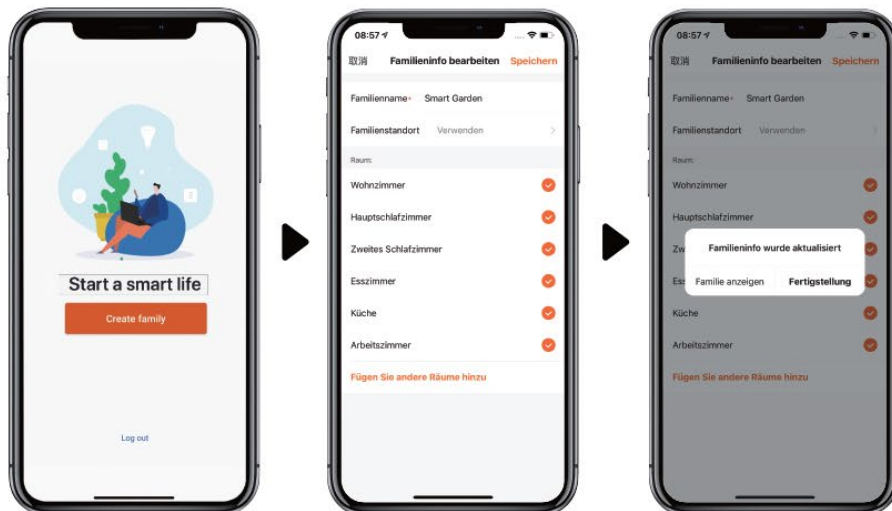 Start a smart life
Create family
Log out
08:57
取消 Familieninfo bearbeiten Speichern
Familienname* Smart Garden
Familienstandort Verwenden
Raum:
Wohnzimmer
Hauptschlafzimmer
Zweites Schlafzimmer
Esszimmer
Küche
Arbeitszimmer
Fügen Sie andere Räume hinzu
08:57
取消 Familieninfo bearbeiten Speichern
Familienname* Smart Garden
Familienstandort Verwenden
Raum:
Wohnzimmer
Hauptschlafzimmer
Zw
Familieninfo wurde aktualisiert
Ess
Familie anzeigen Fertigstellung
Küche
Arbeitszimmer
Fügen Sie andere Räume hinzu